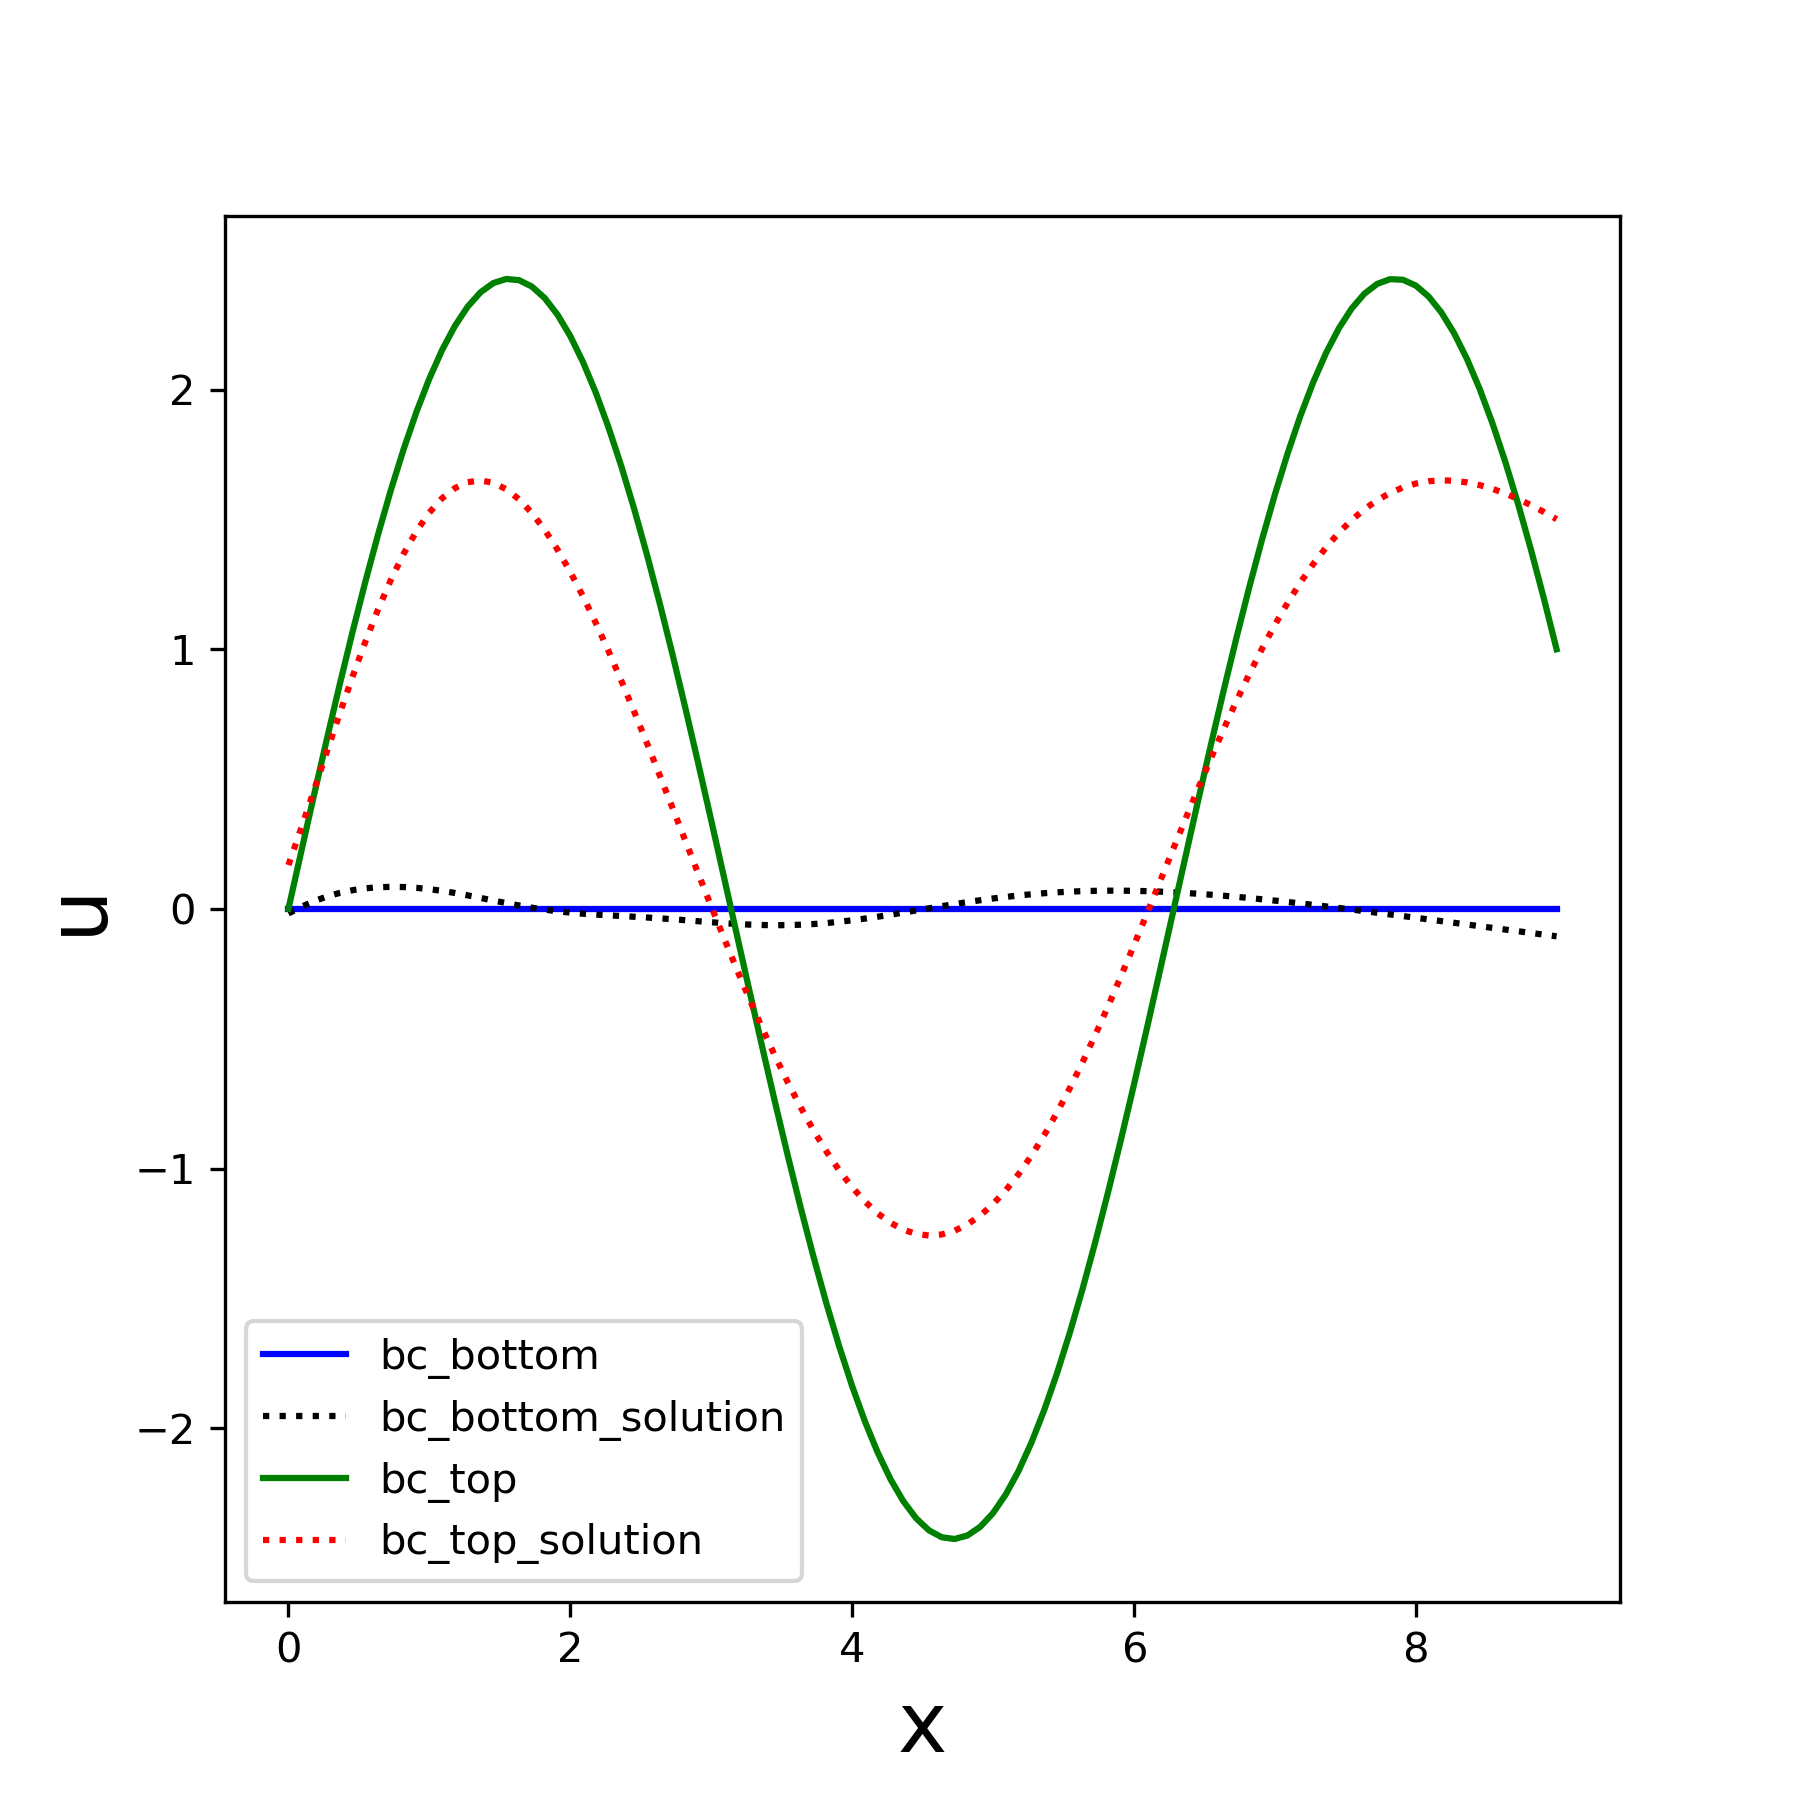 2
1
0
−1
−2
u
bc_bottom
bc_bottom_solution
bc_top
bc_top_solution
0 2 4 6 8
x